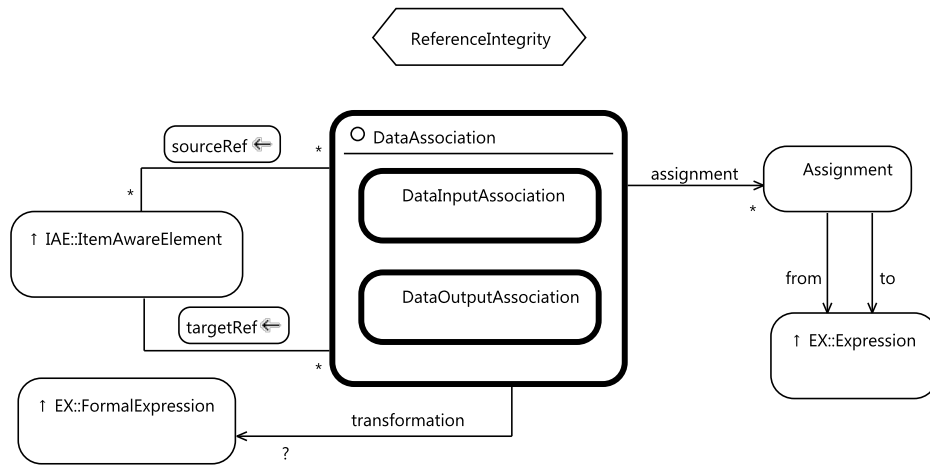 ReferenceIntegrity
DataAssociation
sourceRef ←
*
*
DataInputAssociation
assignment
*
Assignment
↑ IAE::ItemAwareElement
from
to
targetRef ←
*
DataOutputAssociation
↑ EX::Expression
↑ EX::FormalExpression
transformation
?